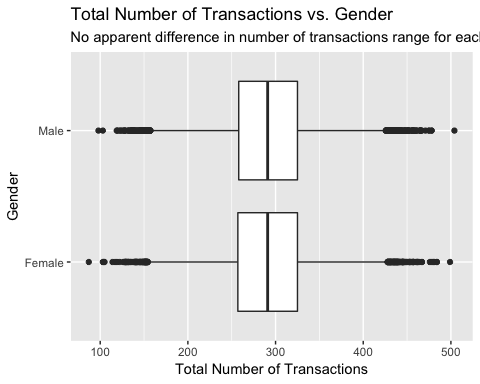 Total Number of Transactions vs. Gender
No apparent difference in number of transactions range for eac
Male
Gender
Female
100 200 300 400 500
Total Number of Transactions